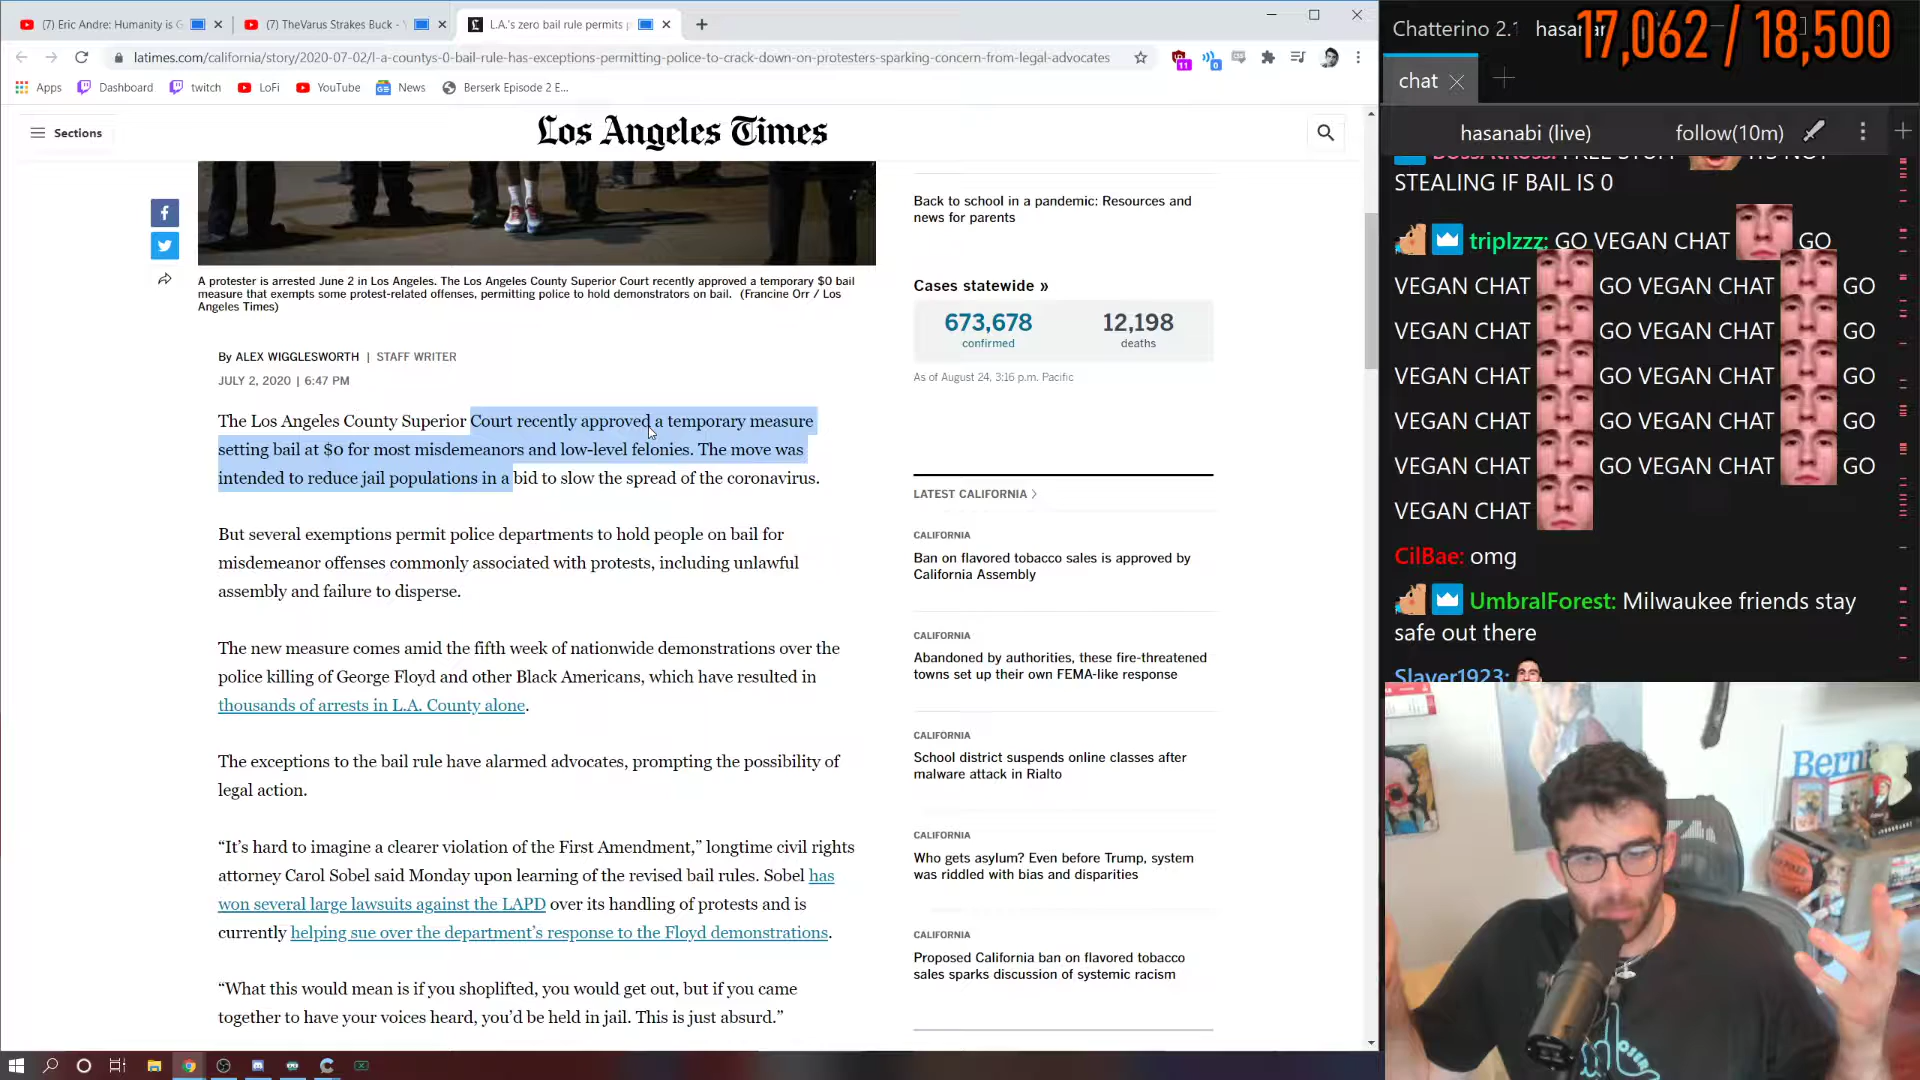 (7) Eric Andre: Humanity is G
(7) TheVarus Strakes Buck -
L.A.'s zero bail rule permits p
latimes.com/california/story/2020-07-02/l-a-countys-0-bail-rule-has-exceptions-permitting-police-to-crack-down-on-protesters-sparking-concern-from-legal-advocates
11
0
Apps
Dashboard
twitch
LoFi
YouTube
News
Berserk Episode 2 E...
Sections
Los Angeles Times
A protester is arrested June 2 in Los Angeles. The Los Angeles County Superior Court recently approved a temporary $0 bail
measure that exempts some protest-related offenses, permitting police to hold demonstrators on bail. (Francine Orr / Los
Angeles Times)
By ALEX WIGGLESWORTH | STAFF WRITER
JULY 2, 2020 | 6:47 PM
The Los Angeles County Superior Court recently approved a temporary measure
setting bail at $0 for most misdemeanors and low-level felonies. The move was
intended to reduce jail populations in a bid to slow the spread of the coronavirus.
But several exemptions permit police departments to hold people on bail for
misdemeanor offenses commonly associated with protests, including unlawful
assembly and failure to disperse.
The new measure comes amid the fifth week of nationwide demonstrations over the
police killing of George Floyd and other Black Americans, which have resulted in
thousands of arrests in L.A. County alone.
The exceptions to the bail rule have alarmed advocates, prompting the possibility of
legal action.
“It’s hard to imagine a clearer violation of the First Amendment,” longtime civil rights
attorney Carol Sobel said Monday upon learning of the revised bail rules. Sobel has
won several large lawsuits against the LAPD over its handling of protests and is
currently helping sue over the department’s response to the Floyd demonstrations.
“What this would mean is if you shoplifted, you would get out, but if you came
together to have your voices heard, you’d be held in jail. This is just absurd.”
Back to school in a pandemic: Resources and
news for parents
Cases statewide »
673,678
confirmed
12,198
deaths
As of August 24, 3:16 p.m. Pacific
LATEST CALIFORNIA >
CALIFORNIA
Ban on flavored tobacco sales is approved by
California Assembly
CALIFORNIA
Abandoned by authorities, these fire-threatened
towns set up their own FEMA-like response
CALIFORNIA
School district suspends online classes after
malware attack in Rialto
CALIFORNIA
Who gets asylum? Even before Trump, system
was riddled with bias and disparities
CALIFORNIA
Proposed California ban on flavored tobacco
sales sparks discussion of systemic racism
Chatterino 2.1
17,062 / 18,500
chat
hasanabi (live)
follow(10m)
STEALING IF BAIL IS 0
triplzzz: GO VEGAN CHAT GO
VEGAN CHAT GO VEGAN CHAT GO
VEGAN CHAT GO VEGAN CHAT GO
VEGAN CHAT GO VEGAN CHAT GO
VEGAN CHAT GO VEGAN CHAT GO
VEGAN CHAT GO VEGAN CHAT GO
VEGAN CHAT
CilBae: omg
UmbralForest: Milwaukee friends stay
safe out there
Slayer1923:
Berni